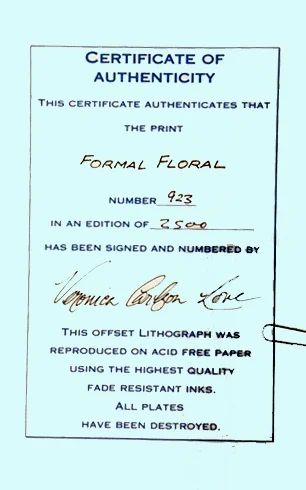 CERTIFICATE OF
AUTHENTICITY
THIS CERTIFICATE AUTHENTICATES THAT
THE PRINT
FORMAL FLORAL
NUMBER 923
IN AN EDITION OF 2500
HAS BEEN SIGNED AND NUMBERED BY
Veronica Carlson Love
THIS OFFSET LITHOGRAPH WAS
REPRODUCED ON ACID FREE PAPER
USING THE HIGHEST QUALITY
FADE RESISTANT INKS.
ALL PLATES
HAVE BEEN DESTROYED.